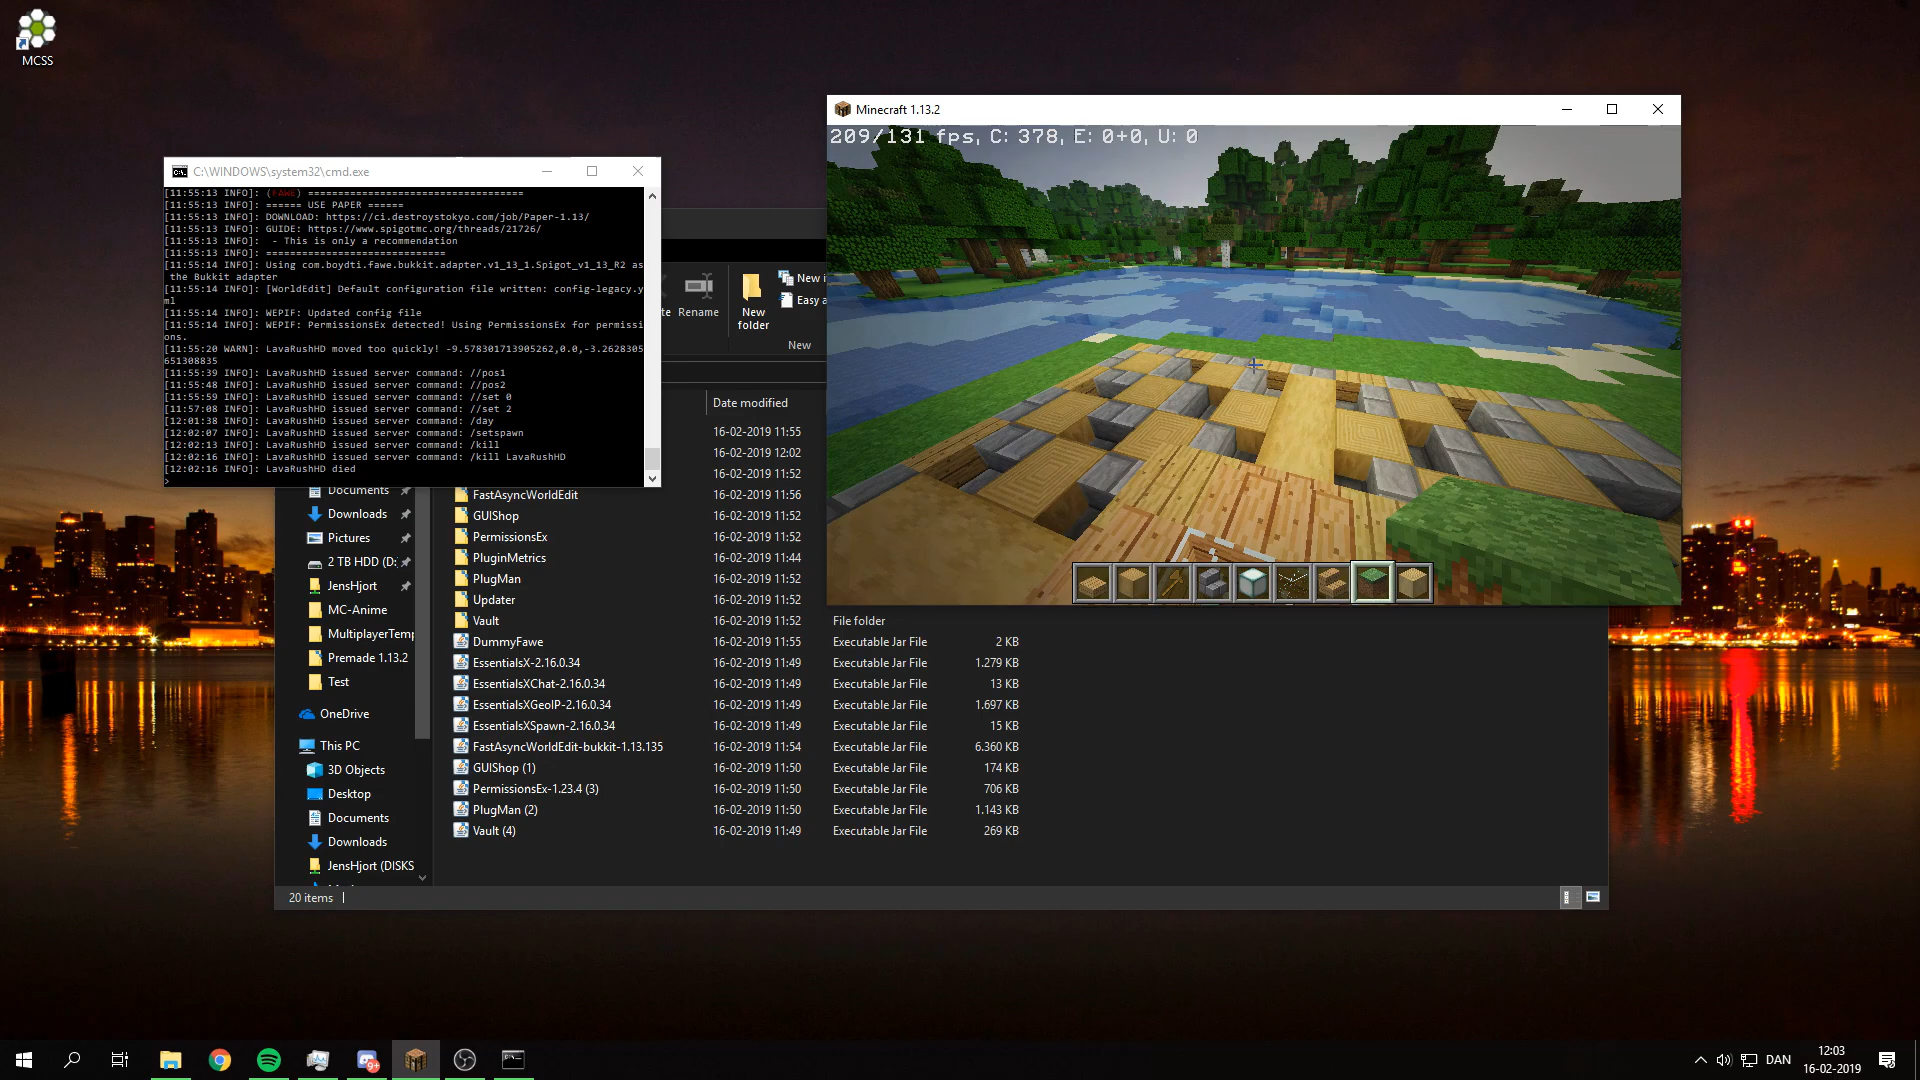 MCSS
C:\WINDOWS\system32\cmd.exe
[11:55:13 INFO]: (FAWE) ====================================
[11:55:13 INFO]: ====== USE PAPER ======
[11:55:13 INFO]: DOWNLOAD: https://ci.destroystokyo.com/job/Paper-1.13/
[11:55:13 INFO]: GUIDE: https://www.spigotmc.org/threads/21726/
[11:55:13 INFO]:  - This is only a recommendation
[11:55:13 INFO]: ==============================
[11:55:14 INFO]: Using com.boydti.fawe.bukkit.adapter.v1_13_1.Spigot_v1_13_R2 as
the Bukkit adapter
[11:55:14 INFO]: [WorldEdit] Default configuration file written: config-legacy.y
ml
[11:55:14 INFO]: WEPIF: Updated config file
[11:55:14 INFO]: WEPIF: PermissionsEx detected! Using PermissionsEx for permissi
ons.
[11:55:20 WARN]: LavaRushHD moved too quickly! -9.578301713905262,0.0,-3.2628305
651308835
[11:55:39 INFO]: LavaRushHD issued server command: //pos1
[11:55:48 INFO]: LavaRushHD issued server command: //pos2
[11:55:59 INFO]: LavaRushHD issued server command: //set 0
[11:57:08 INFO]: LavaRushHD issued server command: //set 2
[12:01:38 INFO]: LavaRushHD issued server command: /day
[12:02:07 INFO]: LavaRushHD issued server command: /setspawn
[12:02:13 INFO]: LavaRushHD issued server command: /kill
[12:02:16 INFO]: LavaRushHD issued server command: /kill LavaRushHD
[12:02:16 INFO]: LavaRushHD died
>
Minecraft 1.13.2
209/131 fps, C: 378, E: 0+0, U: 0
te Rename
New folder
New i
Easy a
New
Date modified
16-02-2019 11:55
16-02-2019 12:02
16-02-2019 11:52
FastAsyncWorldEdit 16-02-2019 11:56
GUIShop 16-02-2019 11:52
PermissionsEx 16-02-2019 11:52
PluginMetrics 16-02-2019 11:44
PlugMan 16-02-2019 11:52
Updater 16-02-2019 11:52
Vault 16-02-2019 11:52 File folder
DummyFawe 16-02-2019 11:55 Executable Jar File 2 KB
EssentialsX-2.16.0.34 16-02-2019 11:49 Executable Jar File 1.279 KB
EssentialsXChat-2.16.0.34 16-02-2019 11:49 Executable Jar File 13 KB
EssentialsXGeoIP-2.16.0.34 16-02-2019 11:49 Executable Jar File 1.697 KB
EssentialsXSpawn-2.16.0.34 16-02-2019 11:49 Executable Jar File 15 KB
FastAsyncWorldEdit-bukkit-1.13.135 16-02-2019 11:54 Executable Jar File 6.360 KB
GUIShop (1) 16-02-2019 11:50 Executable Jar File 174 KB
PermissionsEx-1.23.4 (3) 16-02-2019 11:50 Executable Jar File 706 KB
PlugMan (2) 16-02-2019 11:50 Executable Jar File 1.143 KB
Vault (4) 16-02-2019 11:49 Executable Jar File 269 KB
Documents
Downloads
Pictures
2 TB HDD (D:
JensHjort
MC-Anime
MultiplayerTemp
Premade 1.13.2
Test
OneDrive
This PC
3D Objects
Desktop
Documents
Downloads
JensHjort (DISKS
20 items
9+
DAN
12:03
16-02-2019